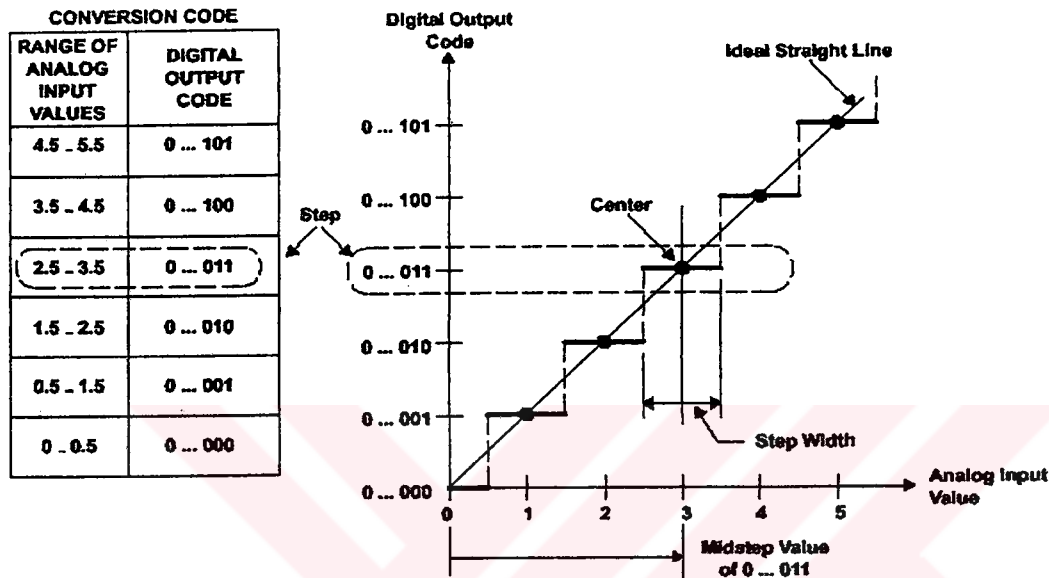 CONVERSION CODE
RANGE OF ANALOG INPUT VALUES
DIGITAL OUTPUT CODE
4.5 – 5.5 0 ... 101
3.5 – 4.5 0 ... 100
2.5 – 3.5 0 ... 011
1.5 – 2.5 0 ... 010
0.5 – 1.5 0 ... 001
0 – 0.5 0 ... 000
Step
Digital Output
Code
Ideal Straight Line
0 ... 101
0 ... 100
Center
0 ... 011
0 ... 010
0 ... 001
Step Width
0 ... 000
Analog Input
Value
0 1 2 3 4 5
Midstep Value
of 0 ... 011